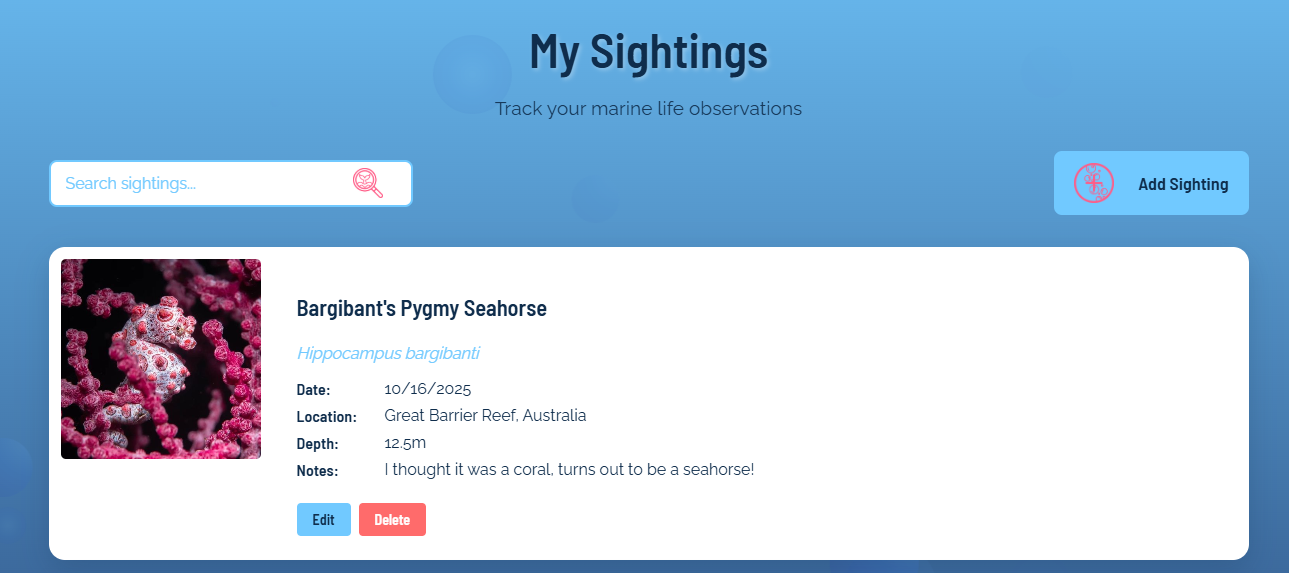 My Sightings
Track your marine life observations
Search sightings...
Add Sighting
Bargibant's Pygmy Seahorse
Hippocampus bargibanti
Date: 10/16/2025
Location: Great Barrier Reef, Australia
Depth: 12.5m
Notes: I thought it was a coral, turns out to be a seahorse!
Edit Delete